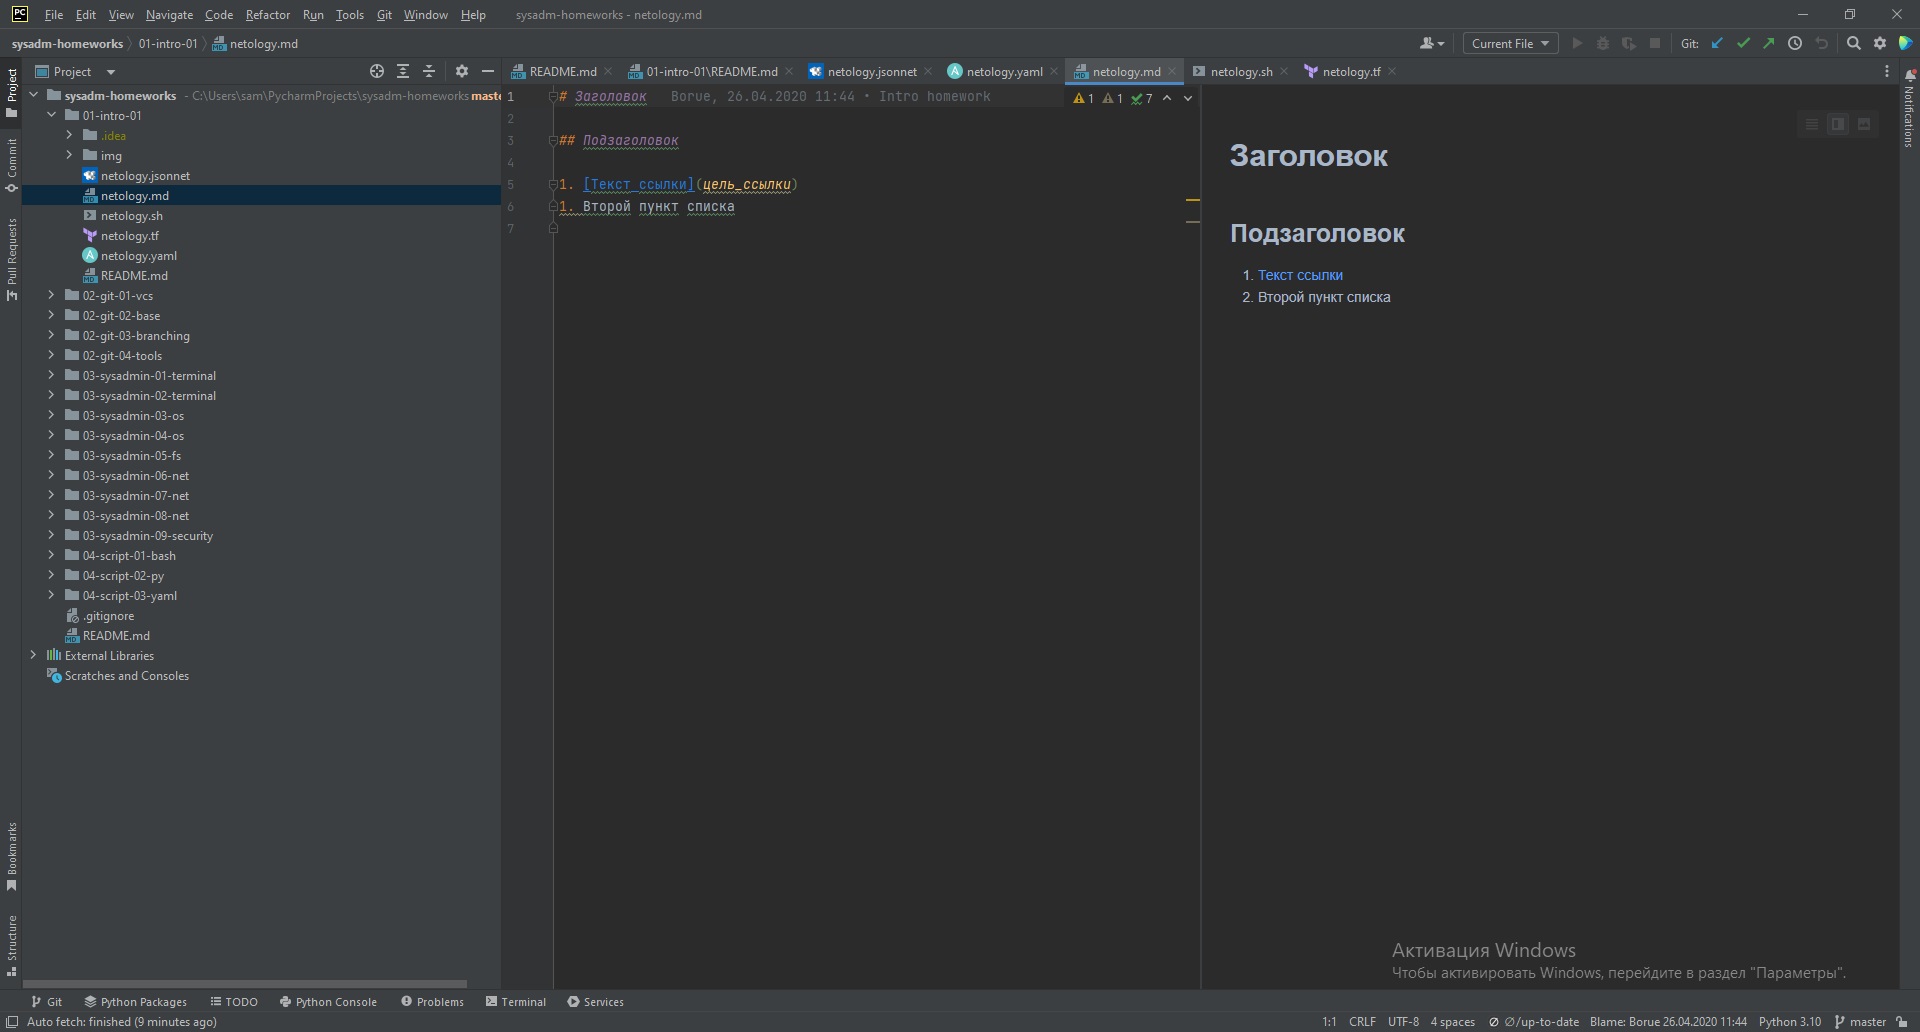 PC File Edit View Navigate Code Refactor Run Tools Git Window Help sysadm-homeworks - netology.md
sysadm-homeworks 01-intro-01 netology.md Current File Git:
Project
README.md 01-intro-01\README.md netology.jsonnet netology.yaml netology.md netology.sh netology.tf
Project
Commit
Pull Requests
Bookmarks
Structure
sysadm-homeworks - C:\Users\sam\PycharmProjects\sysadm-homeworks maste
01-intro-01
.idea
img
netology.jsonnet
netology.md
netology.sh
netology.tf
netology.yaml
README.md
02-git-01-vcs
02-git-02-base
02-git-03-branching
02-git-04-tools
03-sysadmin-01-terminal
03-sysadmin-02-terminal
03-sysadmin-03-os
03-sysadmin-04-os
03-sysadmin-05-fs
03-sysadmin-06-net
03-sysadmin-07-net
03-sysadmin-08-net
03-sysadmin-09-security
04-script-01-bash
04-script-02-py
04-script-03-yaml
.gitignore
README.md
External Libraries
Scratches and Consoles
1 # Заголовок Borue, 26.04.2020 11:44 • Intro homework 1 1 7
2
3 ## Подзаголовок
4
5 1. [Текст ссылки](цель_ссылки)
6 1. Второй пункт списка
7
Заголовок
Подзаголовок
1. Текст ссылки
2. Второй пункт списка
Notifications
Активация Windows
Чтобы активировать Windows, перейдите в раздел "Параметры".
Git Python Packages TODO Python Console Problems Terminal Services
Auto fetch: finished (9 minutes ago) 1:1 CRLF UTF-8 4 spaces ∅/up-to-date Blame: Borue 26.04.2020 11:44 Python 3.10 master